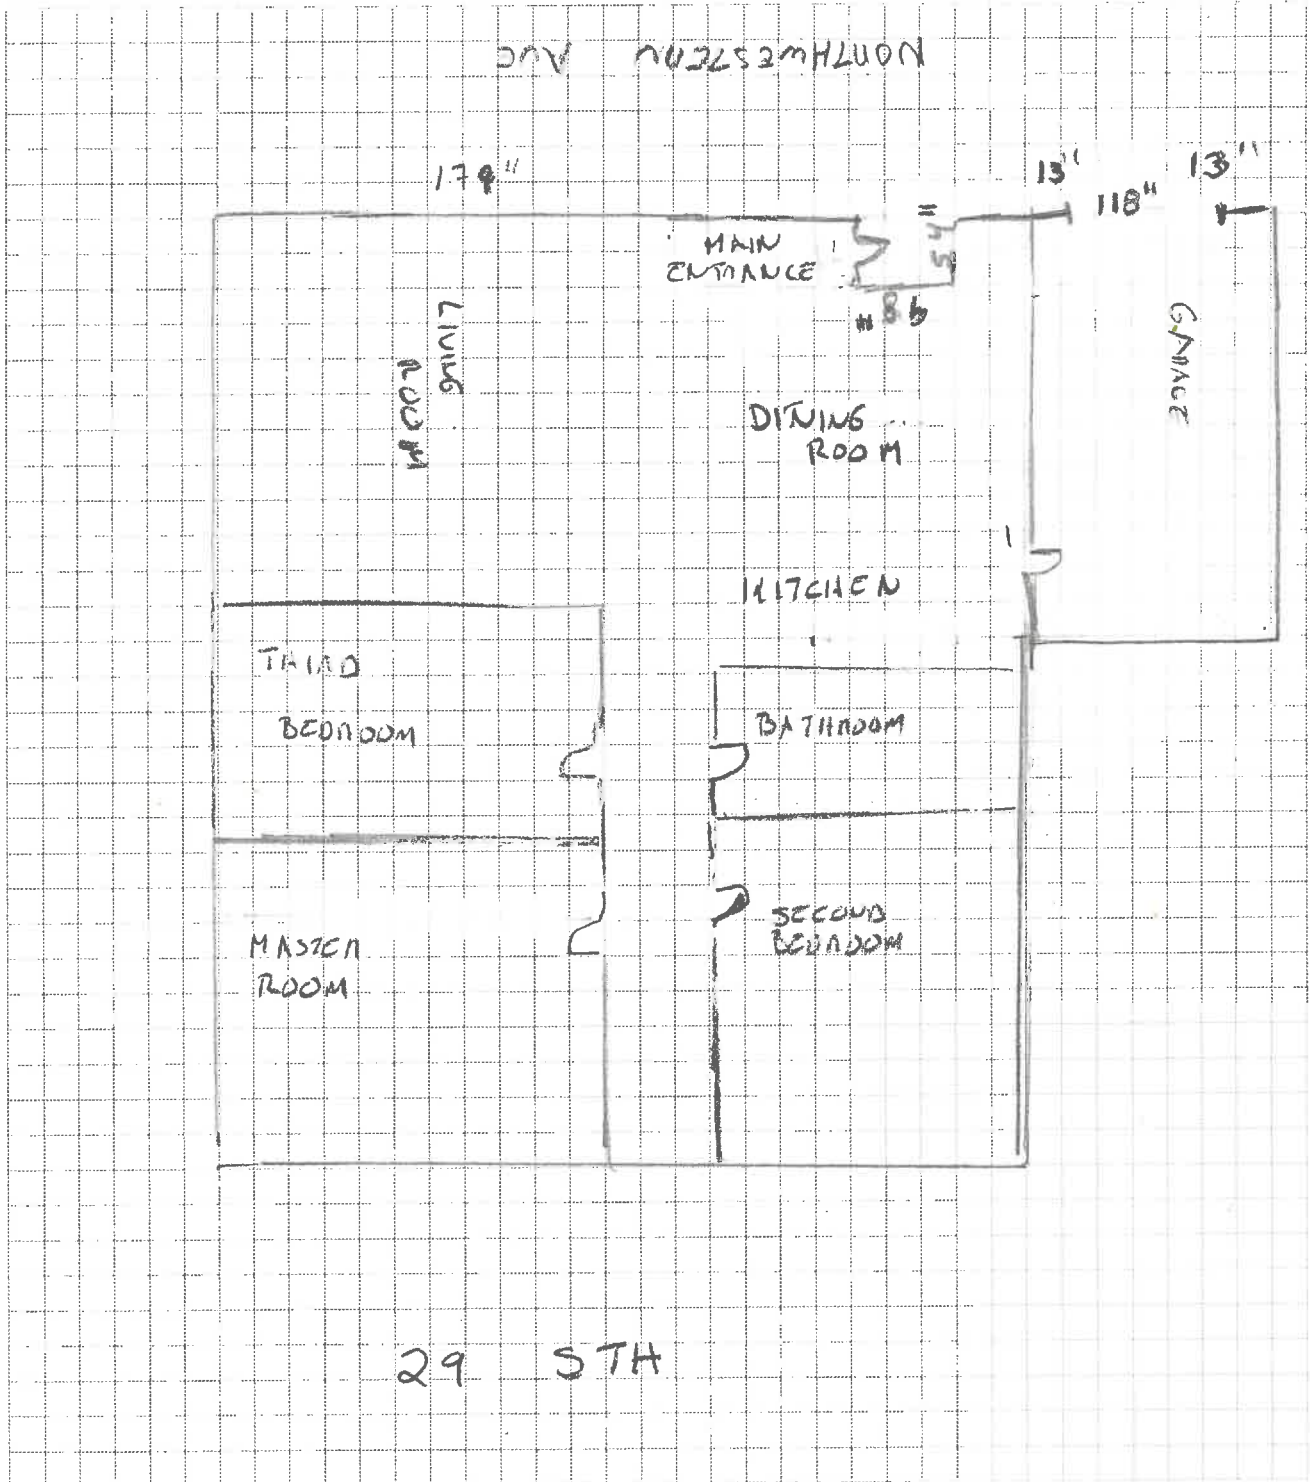 NORTHWESTERN AVE
179"
13"
118"
13"
MAIN
ENTRANCE
54
LIVING
ROOM
GARAGE
DINING
ROOM
KITCHEN
THIRD
BEDROOM
BATHROOM
MASTER
ROOM
SECOND
BEDROOM
29 STH